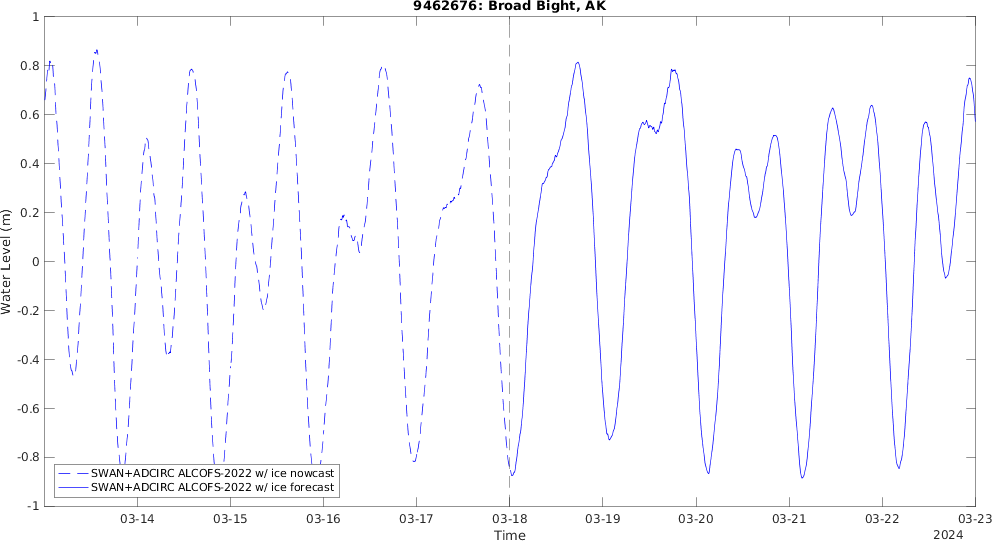 9462676: Broad Bight, AK
Water Level (m)
1
0.8
0.6
0.4
0.2
0
-0.2
-0.4
-0.6
-0.8
-1
SWAN+ADCIRC ALCOFS-2022 w/ ice nowcast
SWAN+ADCIRC ALCOFS-2022 w/ ice forecast
03-14 03-15 03-16 03-17 03-18 03-19 03-20 03-21 03-22 03-23
Time
2024